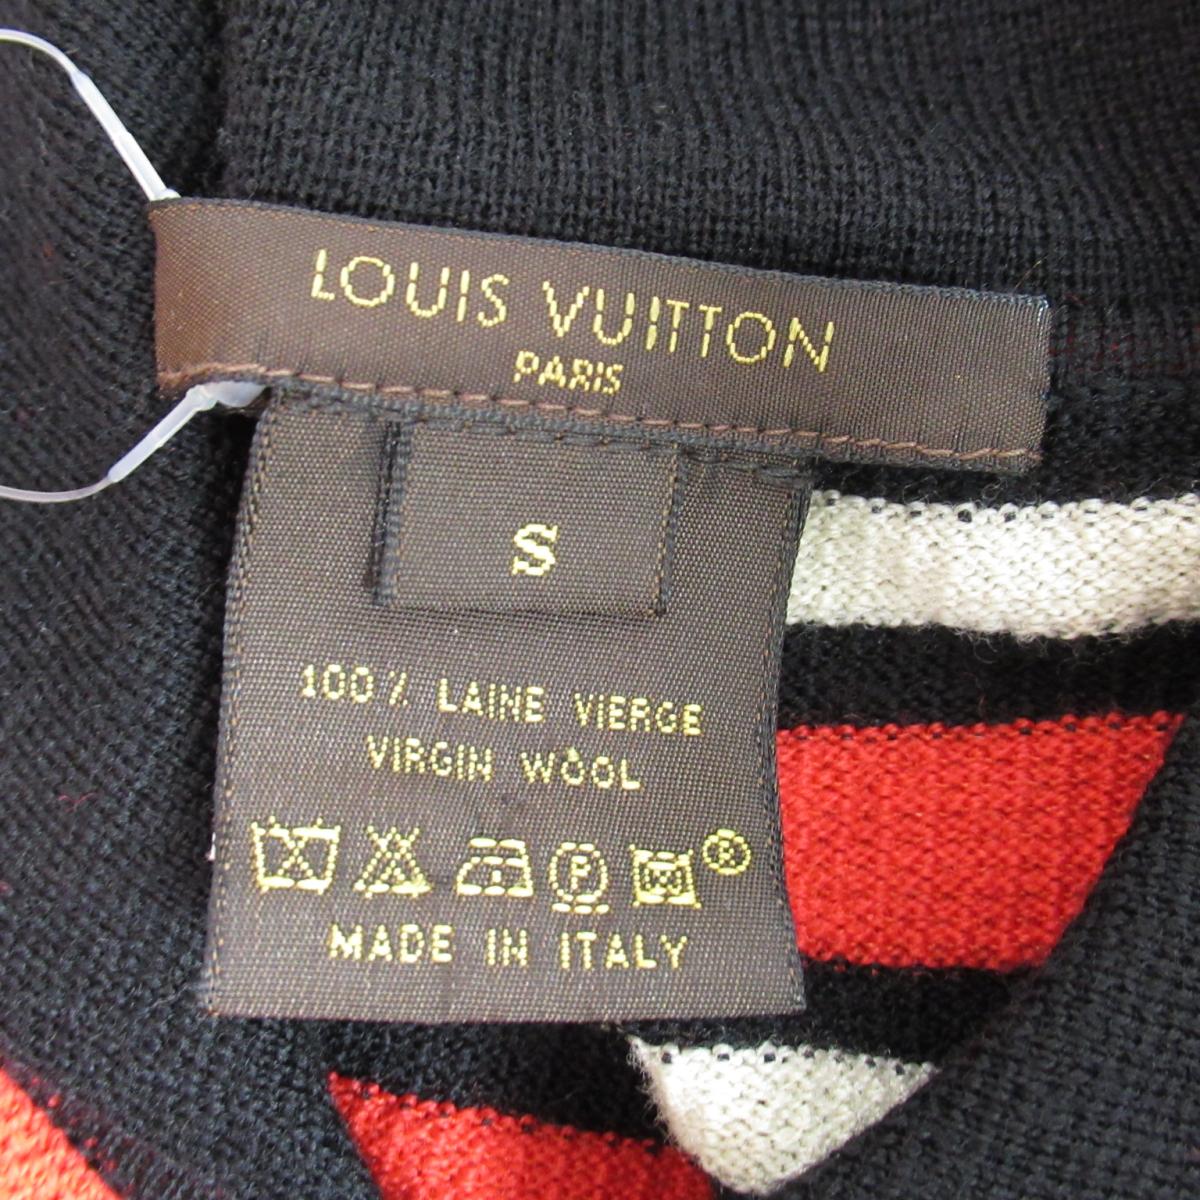 LOUIS VUITTON
PARIS
S
100% LAINE VIERGE
VIRGIN WOOL
P ®
MADE IN ITALY